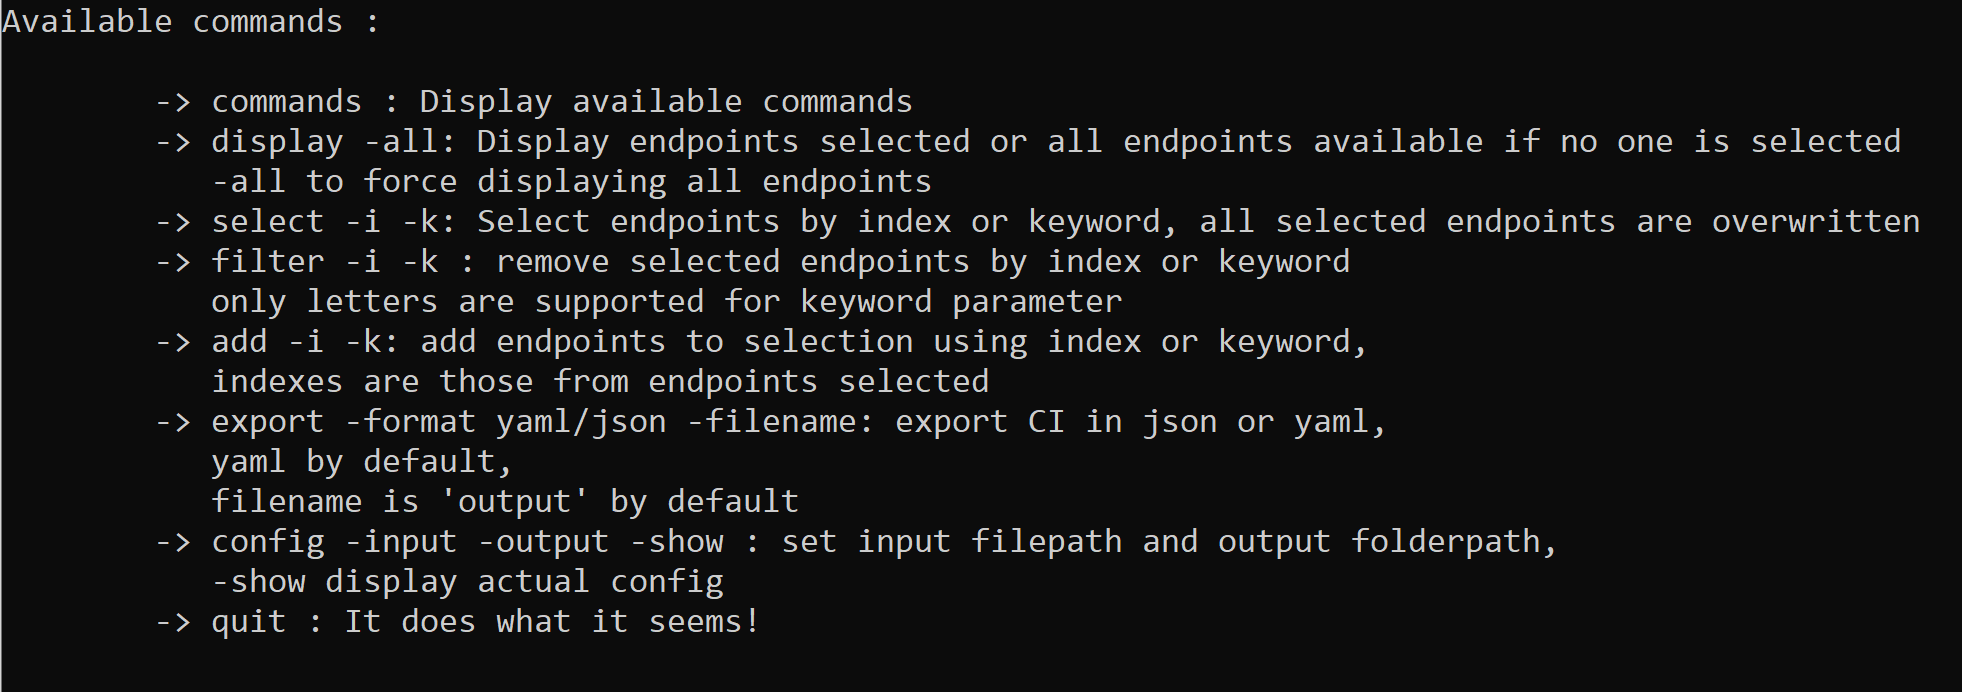 Available commands :
-> commands : Display available commands
-> display -all: Display endpoints selected or all endpoints available if no one is selected
-all to force displaying all endpoints
-> select -i -k: Select endpoints by index or keyword, all selected endpoints are overwritten
-> filter -i -k : remove selected endpoints by index or keyword
only letters are supported for keyword parameter
-> add -i -k: add endpoints to selection using index or keyword,
indexes are those from endpoints selected
-> export -format yaml/json -filename: export CI in json or yaml,
yaml by default,
filename is 'output' by default
-> config -input -output -show : set input filepath and output folderpath,
-show display actual config
-> quit : It does what it seems!